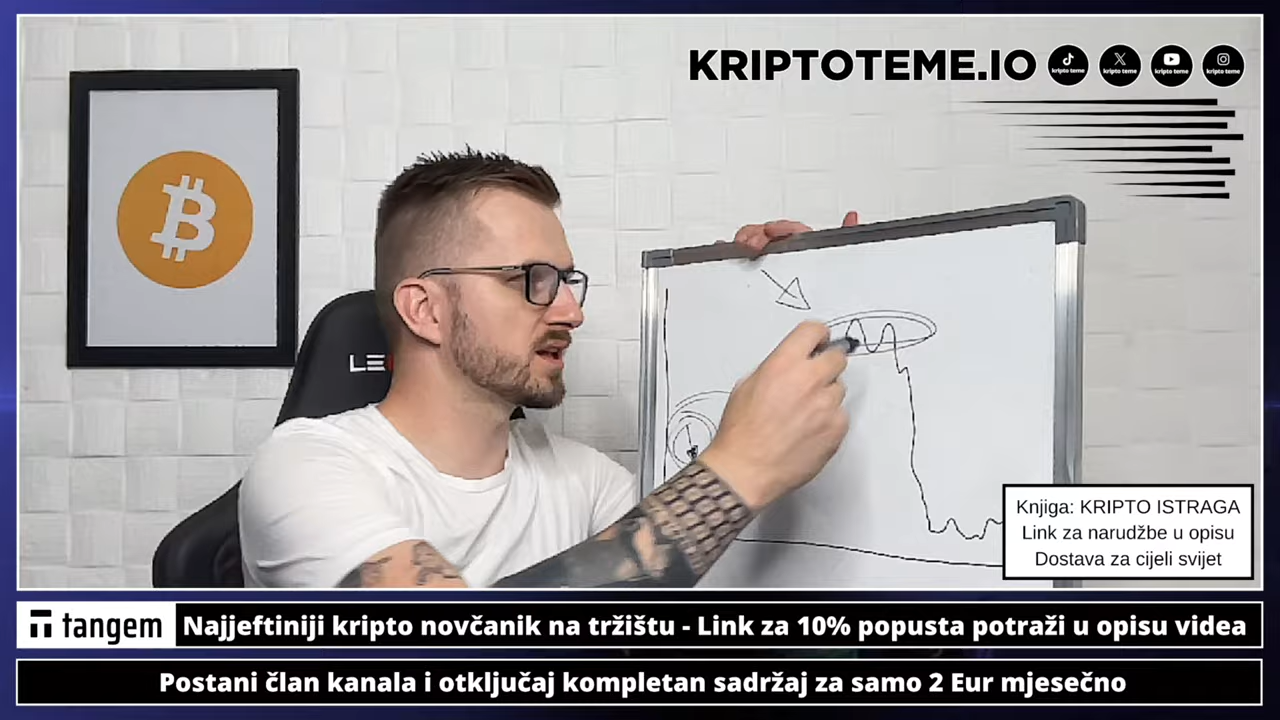 KRIPTOTEME.IO
kripto teme
kripto teme
kripto teme
kripto teme
LE
Knjiga: KRIPTO ISTRAGA
Link za narudžbe u opisu
Dostava za cijeli svijet
tangem
Najjeftiniji kripto novčanik na tržištu - Link za 10% popusta potraži u opisu videa
Postani član kanala i otključaj kompletan sadržaj za samo 2 Eur mjesečno